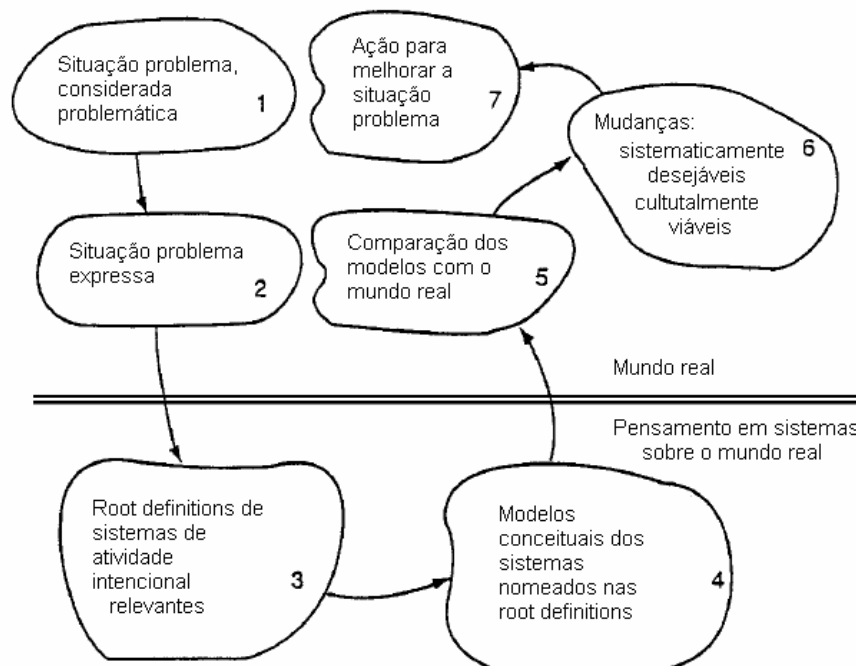 Situação problema,
considerada
problemática
1
Situação problema
expressa
2
Root definitions de
sistemas de
atividade
intencional
relevantes
3
Modelos
conceituais dos
sistemas
nomeados nas
root definitions
4
Comparação dos
modelos com o
mundo real
5
Mudanças:
sistematicamente
desejáveis
cultutalmente
viáveis
6
Ação para
melhorar a
situação
problema
7
Mundo real
Pensamento em sistemas
sobre o mundo real